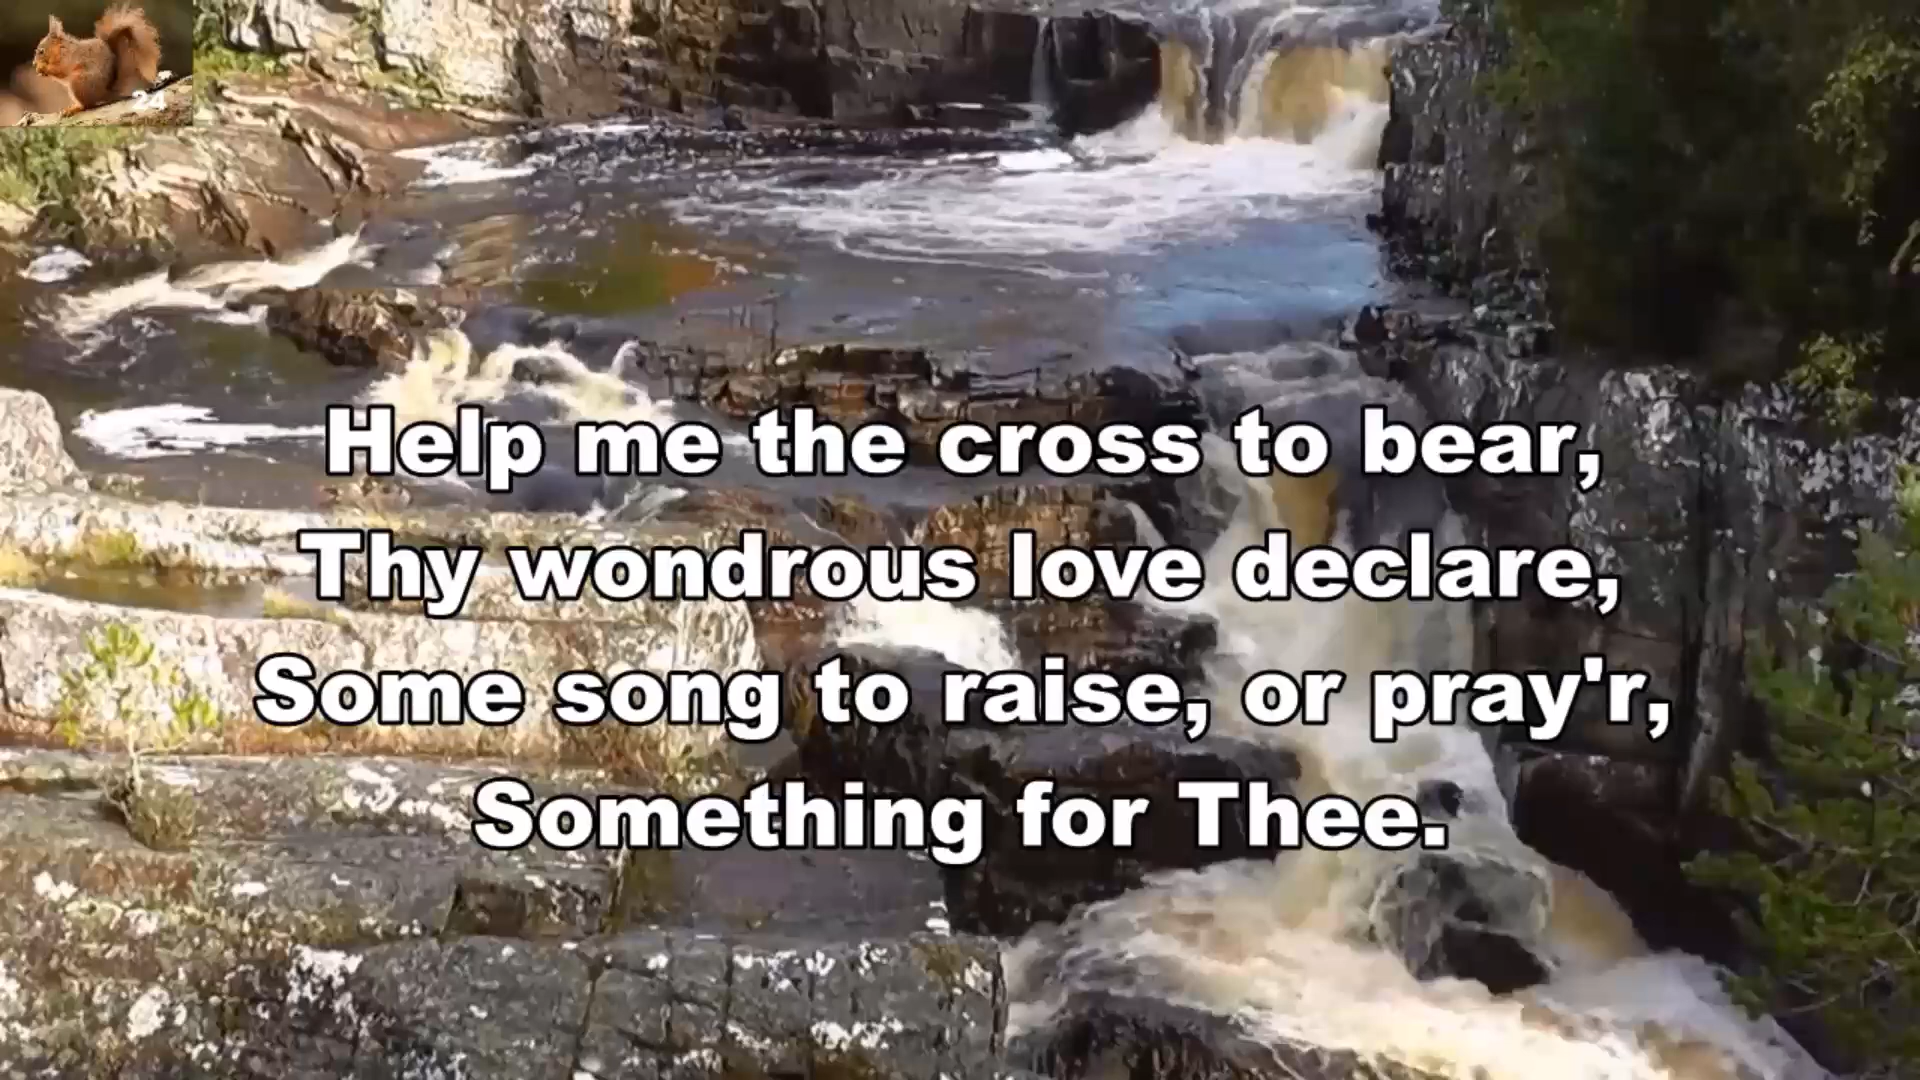 24
Help me the cross to bear,
Thy wondrous love declare,
Some song to raise, or pray'r,
Something for Thee.